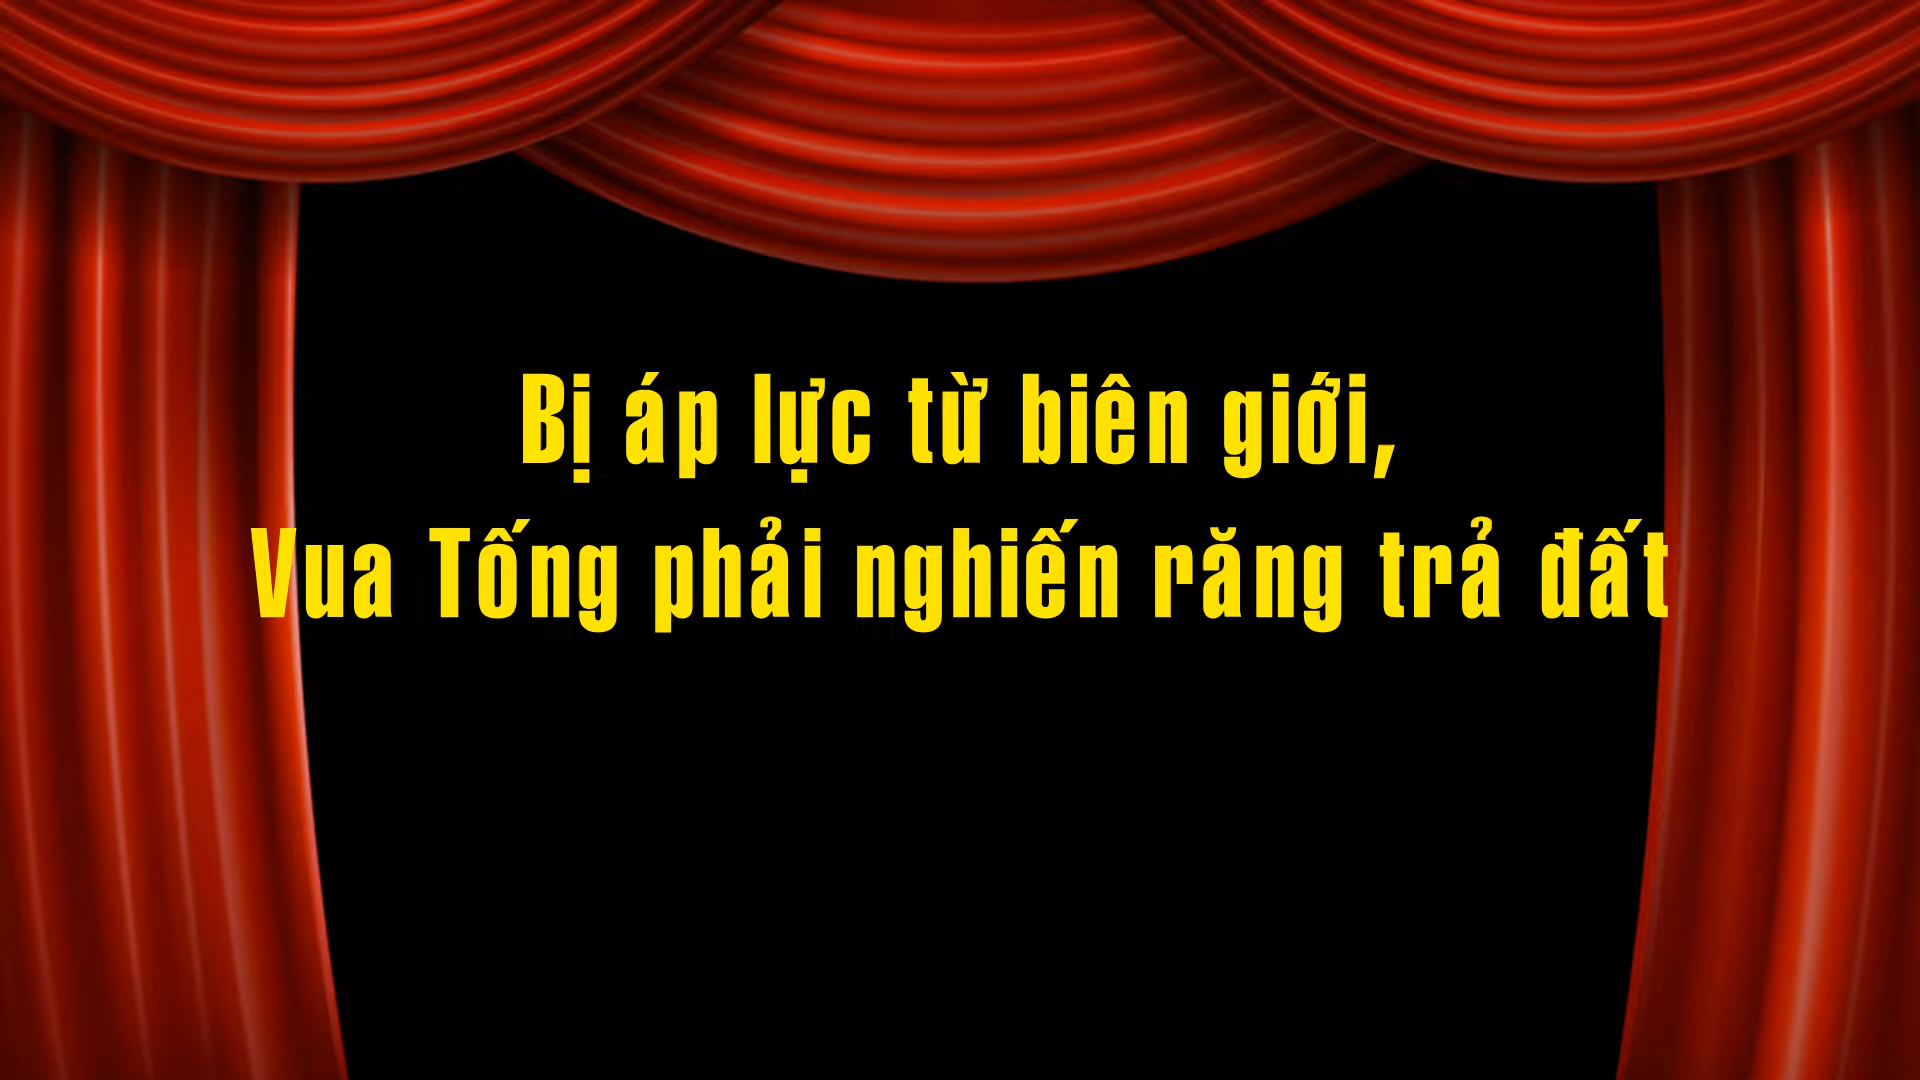 Bị áp lực từ biên giới,
Vua Tống phải nghiến răng trả đất